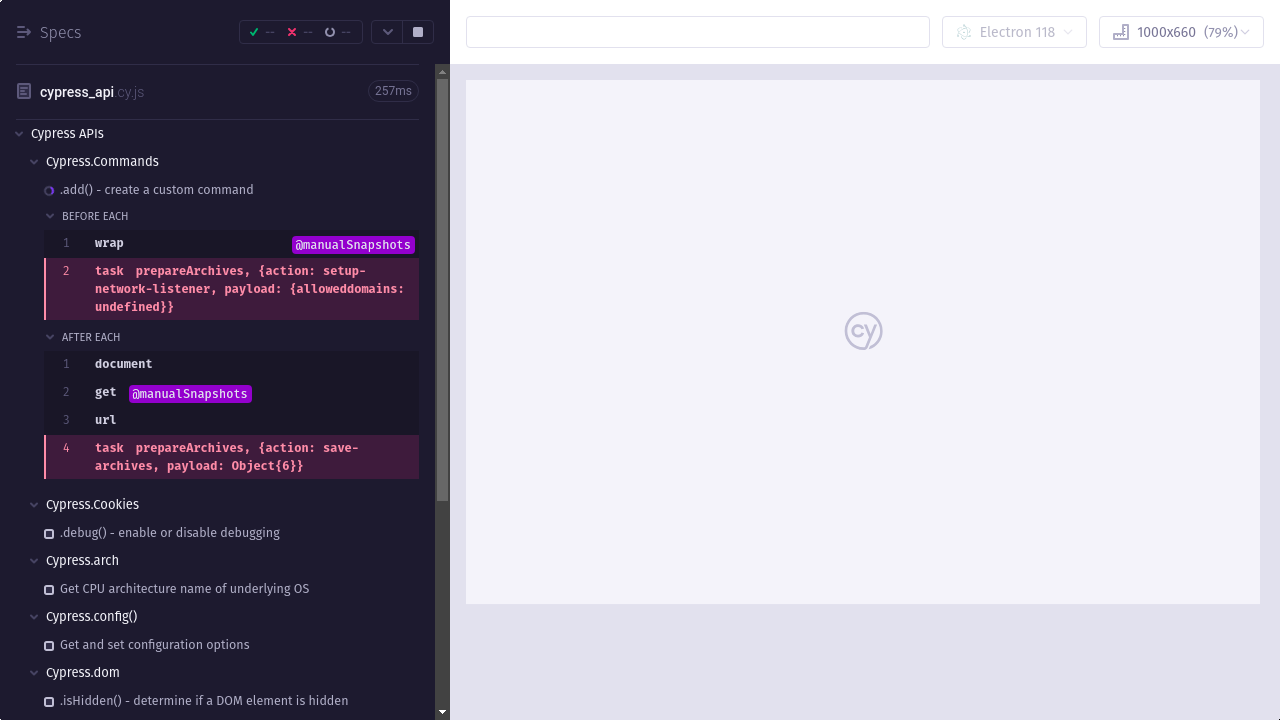 Specs
--
--
--
Electron 118
1000x660 (79%)
cypress_api.cy.js
257ms
Cypress APIs
Cypress.Commands
.add() - create a custom command
BEFORE EACH
1 wrap @manualSnapshots
2 task prepareArchives, {action: setup-
network-listener, payload: {alloweddomains:
undefined}}
AFTER EACH
1 document
2 get @manualSnapshots
3 url
4 task prepareArchives, {action: save-
archives, payload: Object{6}}
Cypress.Cookies
.debug() - enable or disable debugging
Cypress.arch
Get CPU architecture name of underlying OS
Cypress.config()
Get and set configuration options
Cypress.dom
.isHidden() - determine if a DOM element is hidden
cy